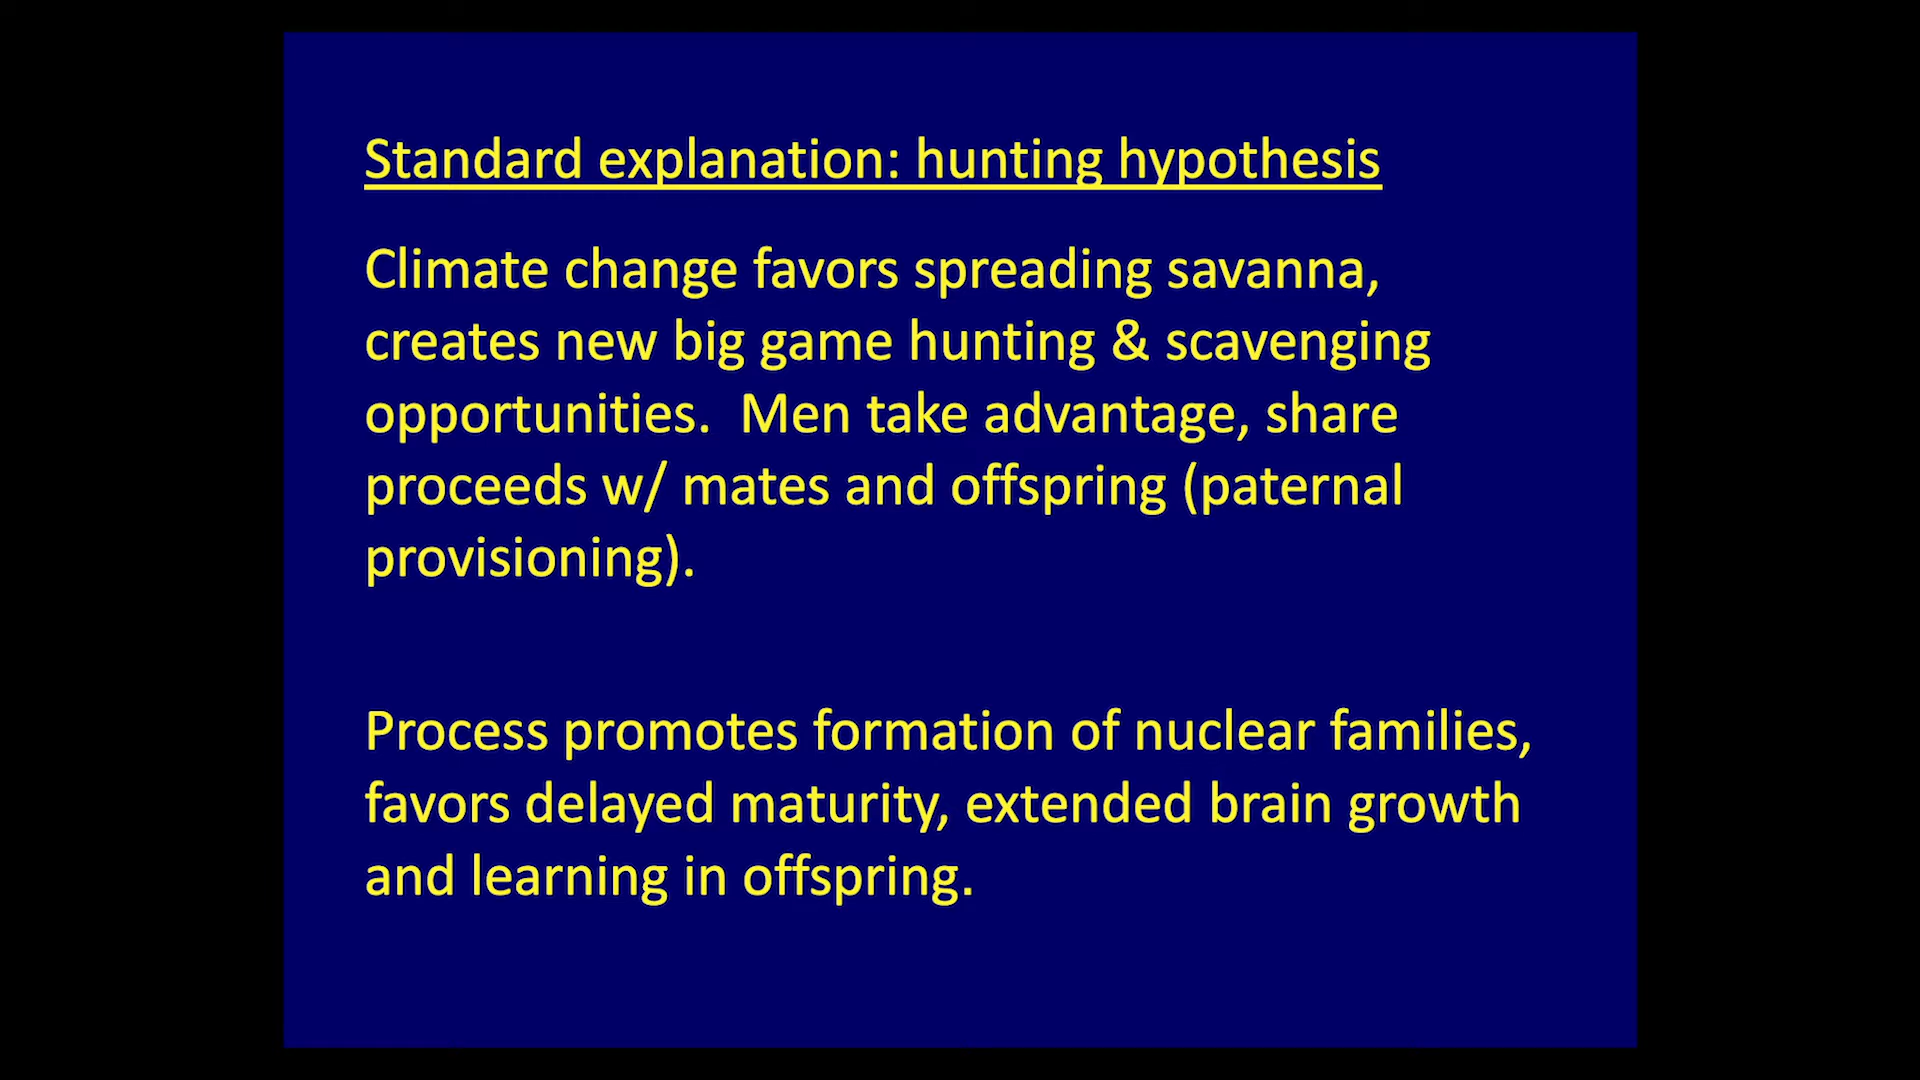 Standard explanation: hunting hypothesis
Climate change favors spreading savanna,
creates new big game hunting & scavenging
opportunities.  Men take advantage, share
proceeds w/ mates and offspring (paternal
provisioning).
Process promotes formation of nuclear families,
favors delayed maturity, extended brain growth
and learning in offspring.